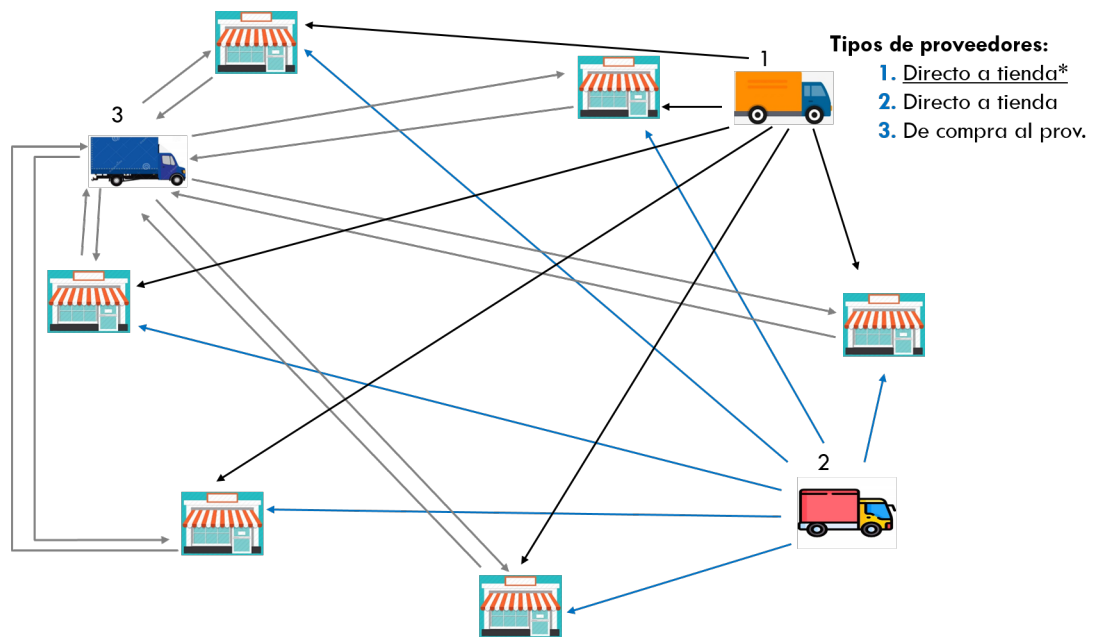 1
Tipos de proveedores:
1. Directo a tienda*
2. Directo a tienda
3. De compra al prov.
3
2